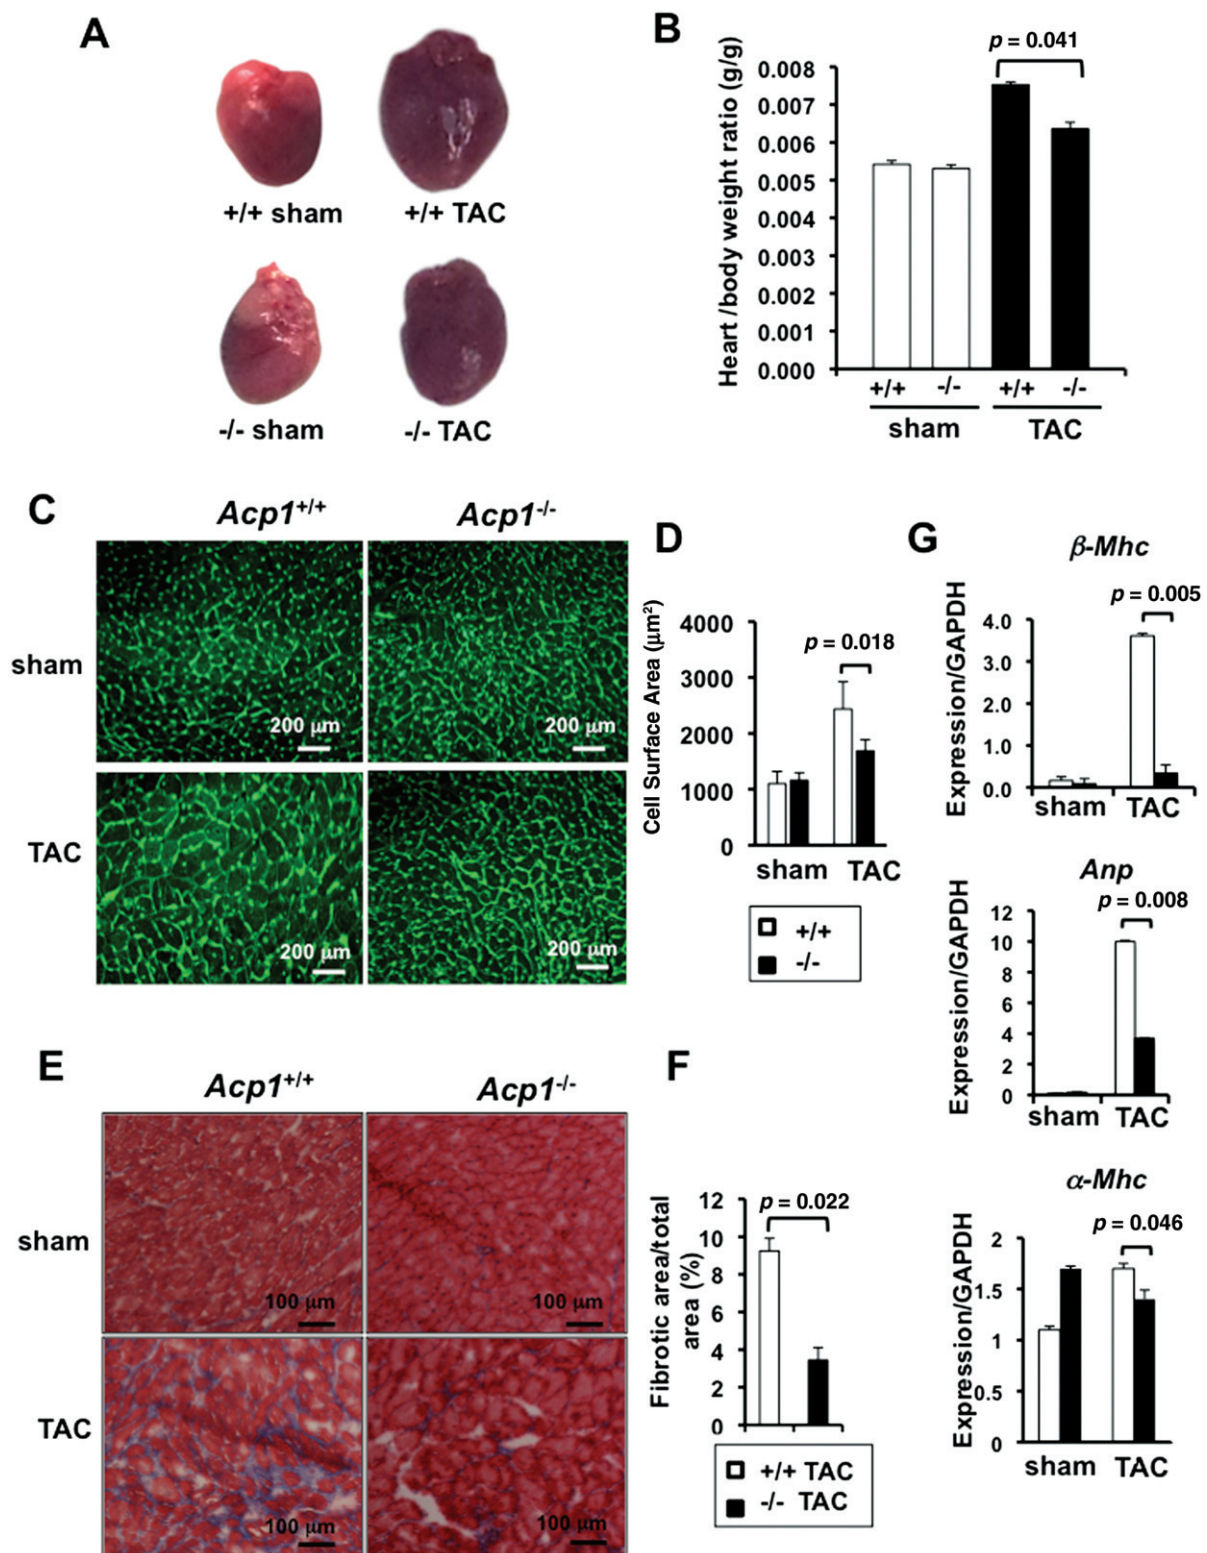 A
+/+ sham
+/+ TAC
-/- sham
-/- TAC
B
Heart /body weight ratio (g/g)
p = 0.041
0.008
0.007
0.006
0.005
0.004
0.003
0.002
0.001
0.000
+/+ -/- +/+ -/-
sham TAC
C
Acp1+/+ Acp1-/-
sham
200 μm 200 μm
TAC
200 μm 200 μm
D
Cell Surface Area (μm²)
p = 0.018
4000
3000
2000
1000
0
sham TAC
+/+
-/-
E
Acp1+/+ Acp1-/-
sham
100 μm 100 μm
TAC
100 μm 100 μm
F
Fibrotic area/total
area (%)
p = 0.022
12
10
8
6
4
2
0
+/+ TAC
-/- TAC
G
β-Mhc
Expression/GAPDH
p = 0.005
4.0
3.0
2.0
1.0
0.0
sham TAC
Anp
Expression/GAPDH
p = 0.008
12
10
8
6
4
2
0
sham TAC
α-Mhc
Expression/GAPDH
p = 0.046
2
1.5
1
0.5
0
sham TAC